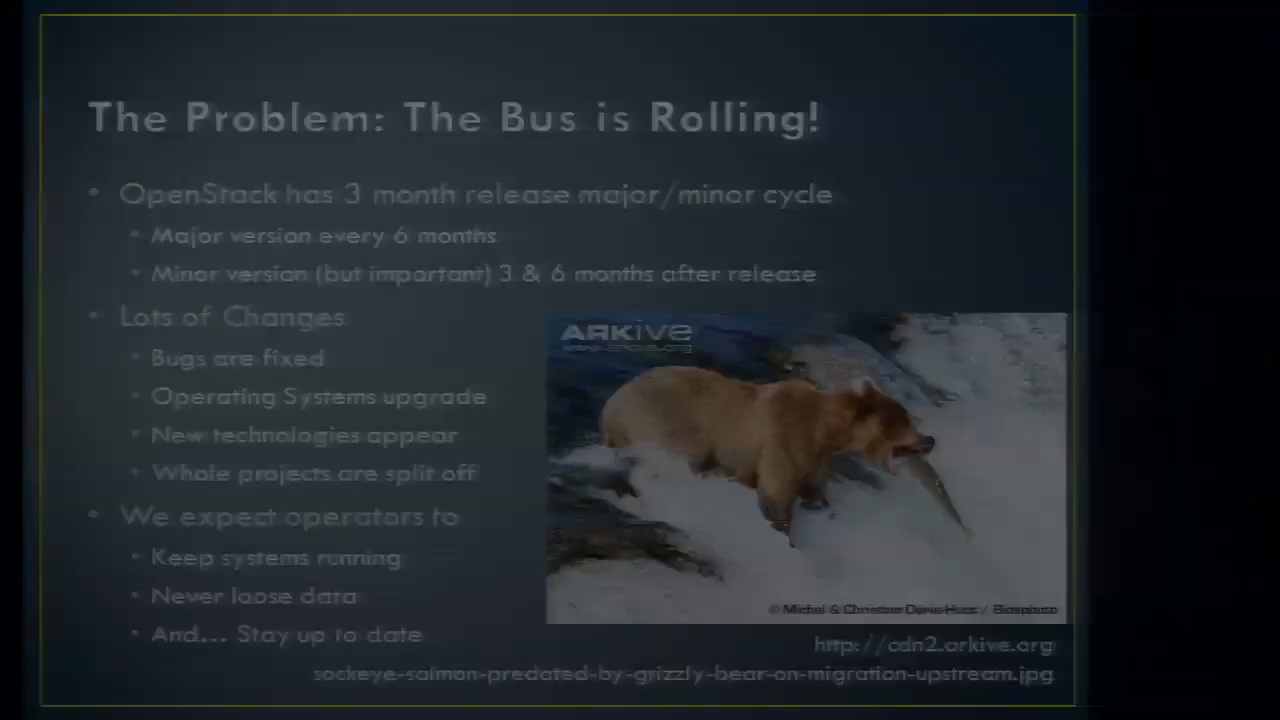 The Problem: The Bus is Rolling!
• OpenStack has 3 month release major/minor cycle
• Major version every 6 months
• Minor version (but important) 3 & 6 months after release
• Lots of Changes
• Bugs are fixed
• Operating Systems upgrade
• New technologies appear
• Whole projects are split off
• We expect operators to
• Keep systems running
• Never loose data
• And... Stay up to date
ARKive
© Michel & Christine / Biosphoto
http://cdn2.arkive.org
sockeye-salmon-predated-by-grizzly-bear-on-migration-upstream.jpg